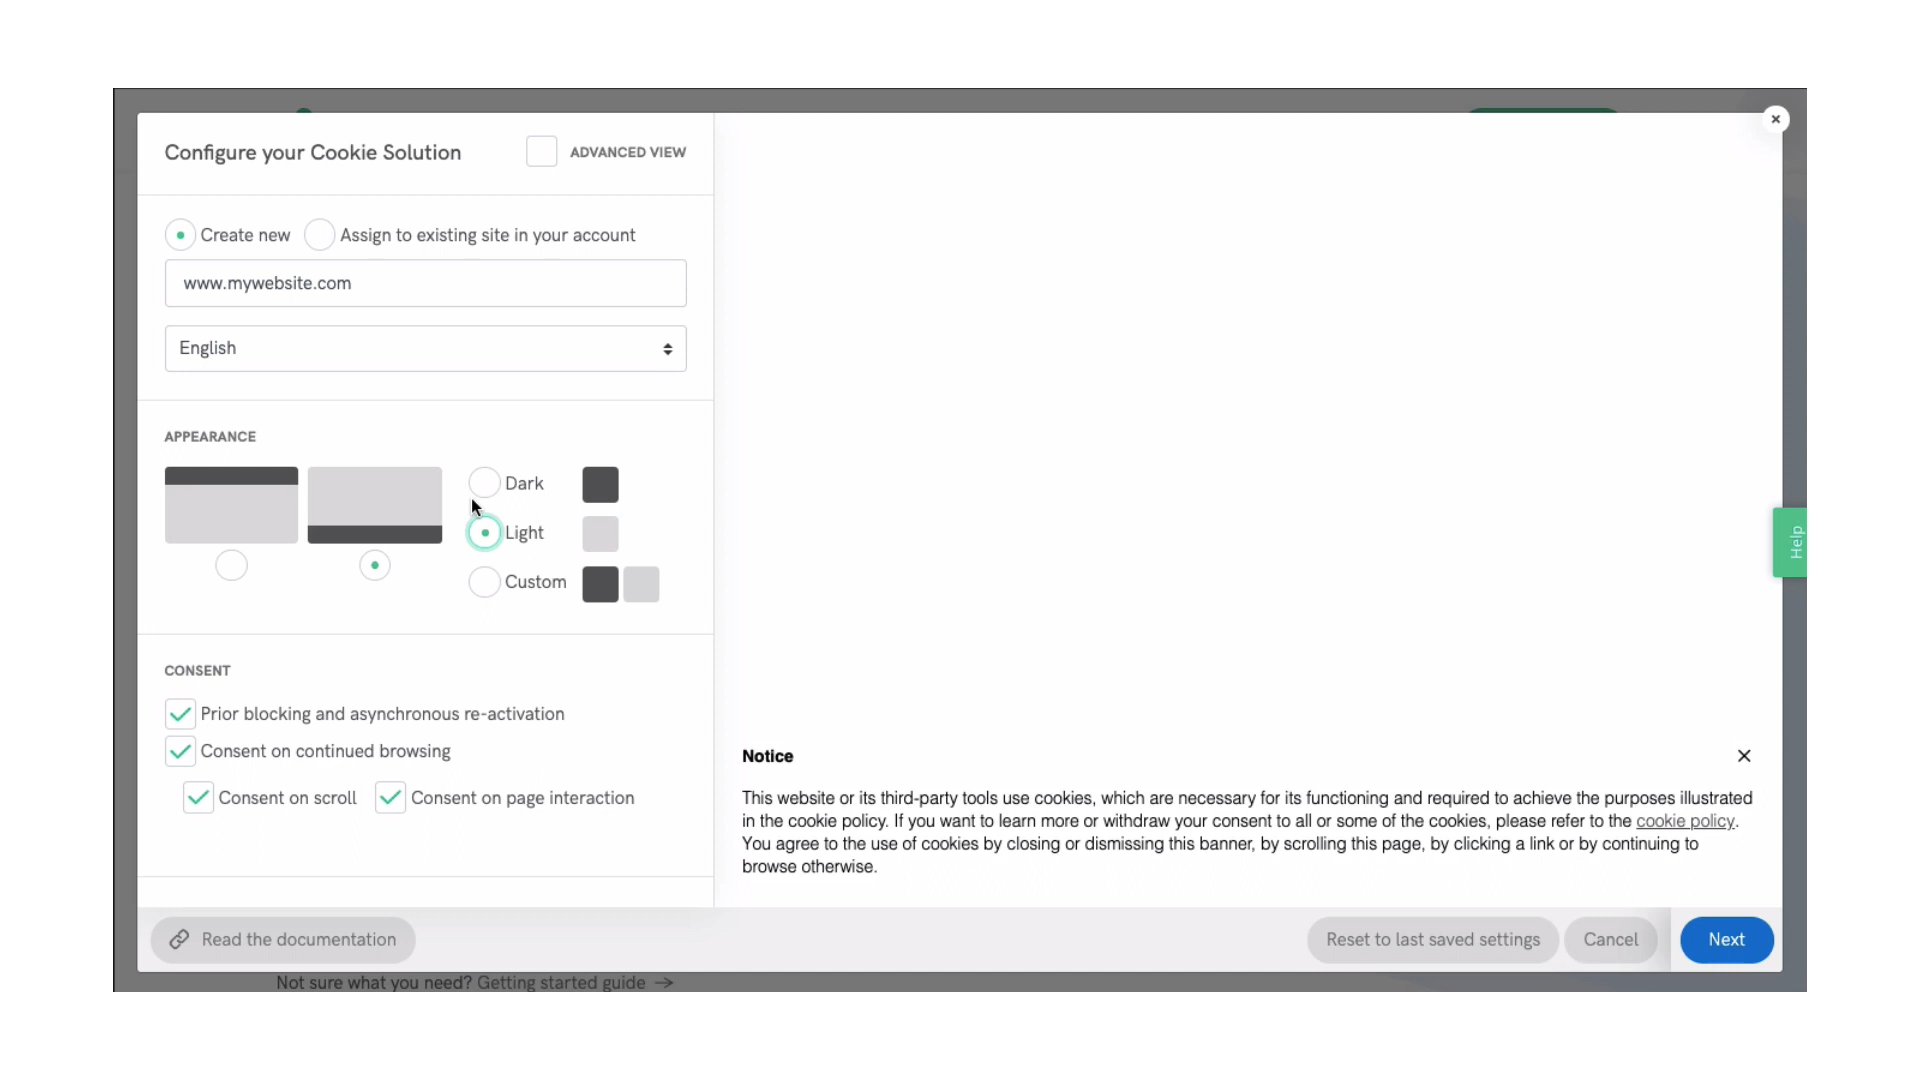 Configure your Cookie Solution
ADVANCED VIEW
Create new
Assign to existing site in your account
www.mywebsite.com
English
APPEARANCE
Dark
Light
Custom
CONSENT
Prior blocking and asynchronous re-activation
Consent on continued browsing
Consent on scroll
Consent on page interaction
Notice
This website or its third-party tools use cookies, which are necessary for its functioning and required to achieve the purposes illustrated
in the cookie policy. If you want to learn more or withdraw your consent to all or some of the cookies, please refer to the cookie policy.
You agree to the use of cookies by closing or dismissing this banner, by scrolling this page, by clicking a link or by continuing to
browse otherwise.
Help
Read the documentation
Reset to last saved settings
Cancel
Next
Not sure what you need? Getting started guide →